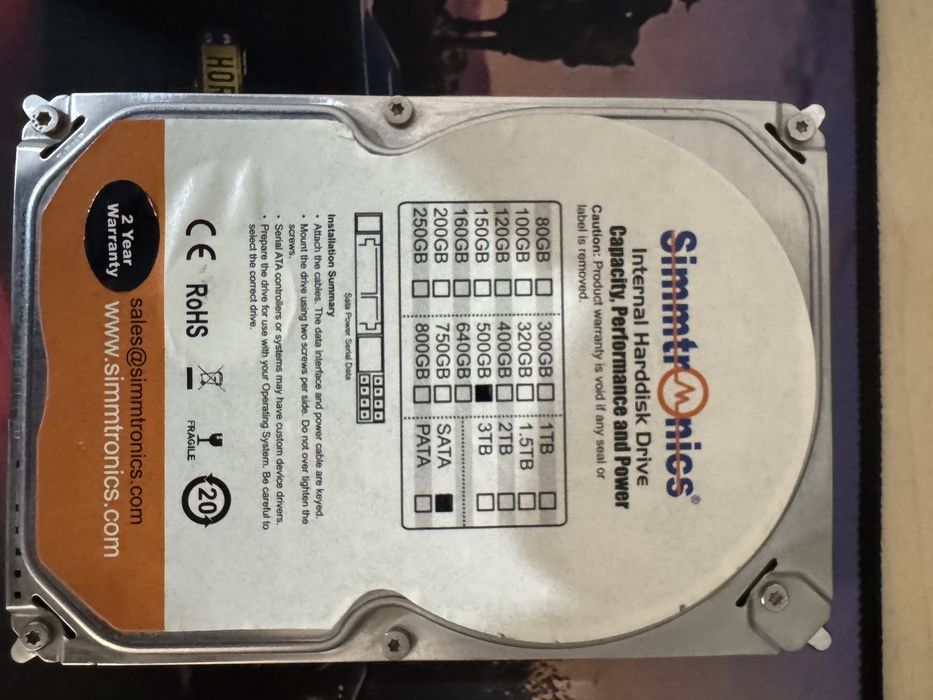 Simmtronics®
Internal Harddisk Drive
Capacity, Performance and Power
Caution: Product warranty is void if any seal or
label is removed.
80GB □ 300GB □ 1TB □
100GB □ 320GB □ 1.5TB □
120GB □ 400GB □ 2TB □
150GB □ 500GB ■ 3TB □
160GB □ 640GB □
200GB □ 750GB □ SATA ■
250GB □ 800GB □ PATA □
Sata Power Serial Data
Installation Summary
• Attach the cables. The data interface and power cable are keyed.
• Mount the drive using two screws per side. Do not over tighten the
screws.
• Serial ATA controllers or systems may have custom device drivers.
• Prepare the drive for use with your Operating System. Be careful to
select the correct drive.
CE RoHS FRAGILE 20
2 Year
Warranty
sales@simmtronics.com
www.simmtronics.com
HOR